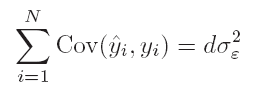 $$\sum_{i=1}^{N} \mathrm{Cov}(\hat{y}_i, y_i) = d\sigma_{\varepsilon}^{2}$$